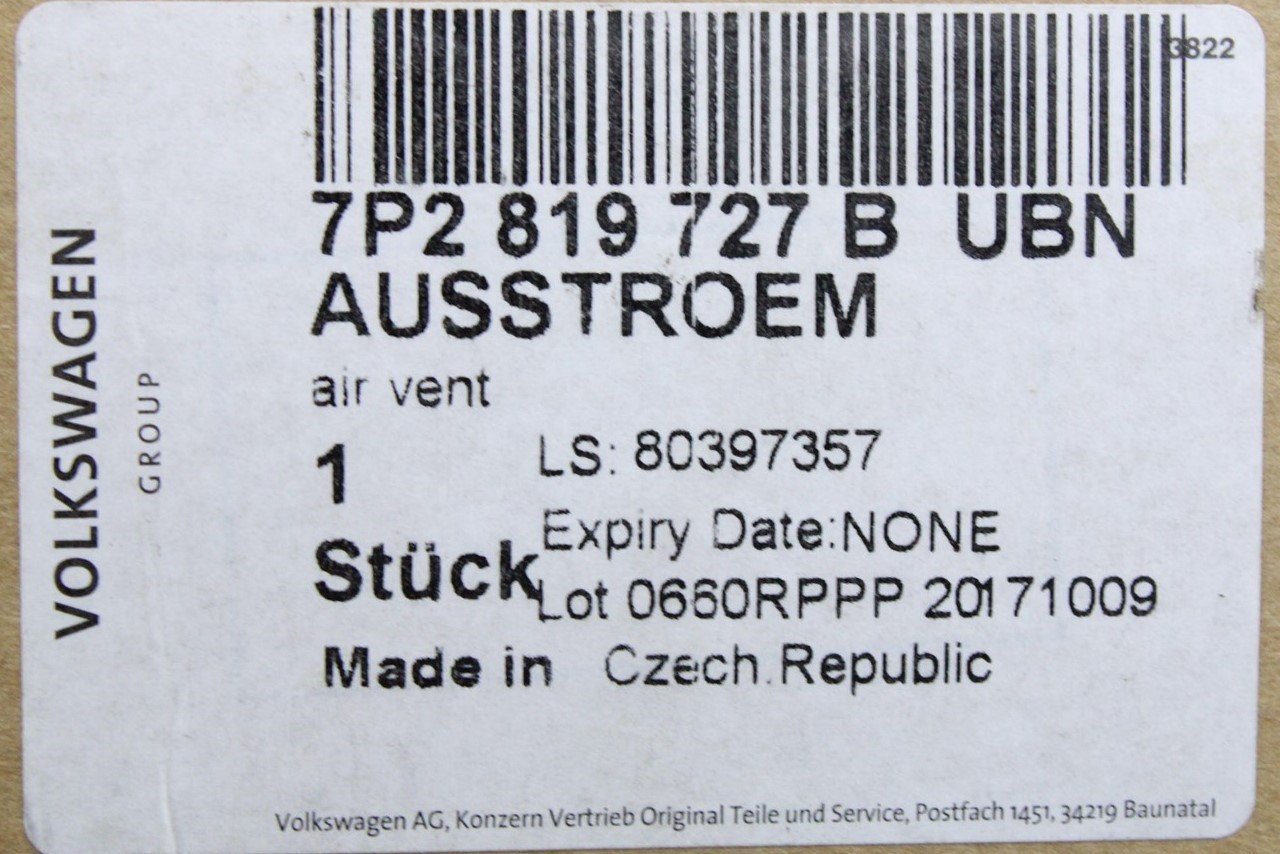 3822
7P2 819 727 B UBN
AUSSTROEM
air vent
1
LS: 80397357
Expiry Date:NONE
Stück
Lot 0660RPPP 20171009
Made in Czech.Republic
VOLKSWAGEN
GROUP
Volkswagen AG, Konzern Vertrieb Original Teile und Service, Postfach 1451, 34219 Baunatal